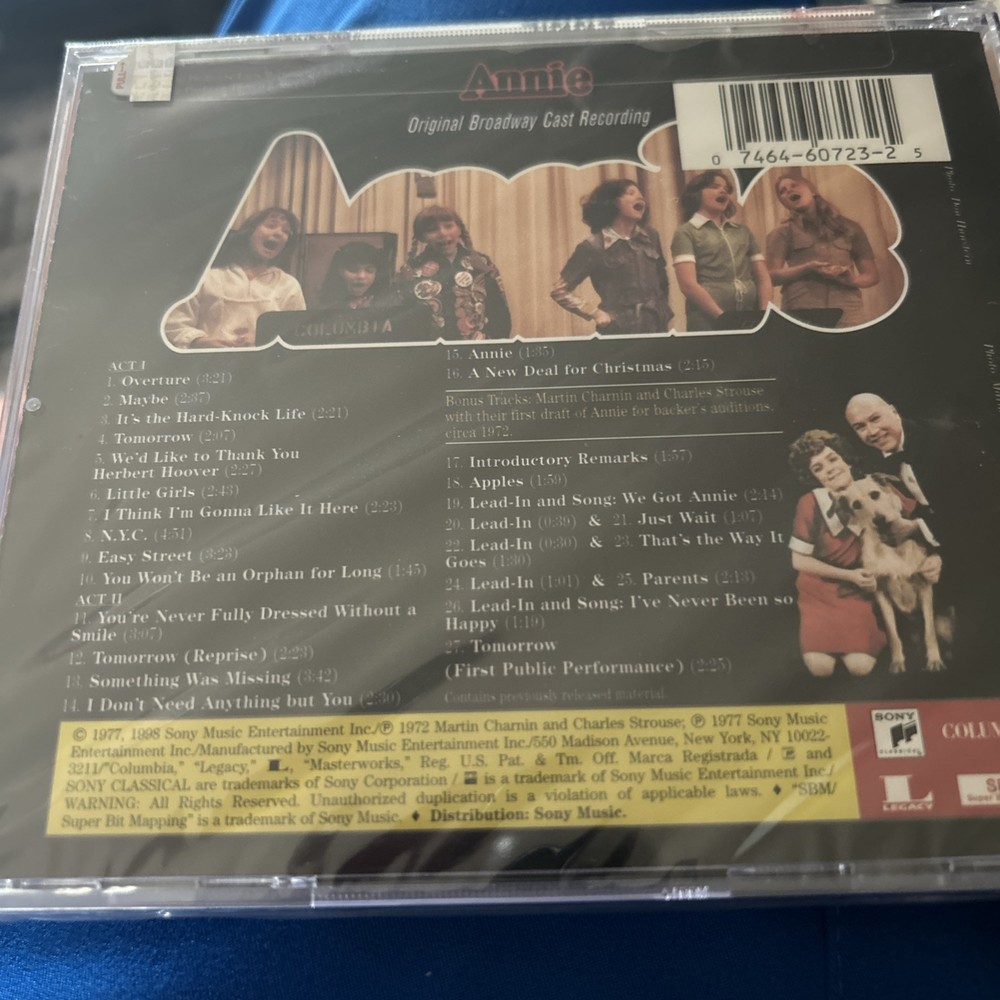 PULL
Annie
Original Broadway Cast Recording
0 7464-60723-2 5
COLUMBIA
ACT I
1. Overture (3:21)
2. Maybe (2:37)
3. It's the Hard-Knock Life (2:21)
4. Tomorrow (2:07)
5. We'd Like to Thank You
Herbert Hoover (2:27)
6. Little Girls (2:43)
7. I Think I'm Gonna Like It Here (2:23)
8. N.Y.C. (4:51)
9. Easy Street (3:23)
10. You Won't Be an Orphan for Long (1:45)
ACT II
11. You're Never Fully Dressed Without a
Smile (3:07)
12. Tomorrow (Reprise) (2:23)
13. Something Was Missing (3:42)
14. I Don't Need Anything but You (2:30)
15. Annie (1:35)
16. A New Deal for Christmas (2:15)
Bonus Tracks: Martin Charnin and Charles Strouse
with their first draft of Annie for backer's auditions,
circa 1972.
17. Introductory Remarks (1:57)
18. Apples (1:59)
19. Lead-In and Song: We Got Annie (2:14)
20. Lead-In (0:39) & 21. Just Wait (1:07)
22. Lead-In (0:30) & 23. That's the Way It
Goes (1:30)
24. Lead-In (1:01) & 25. Parents (2:13)
26. Lead-In and Song: I've Never Been so
Happy (1:19)
27. Tomorrow
(First Public Performance) (2:25)
Contains previously released material.
© 1977, 1998 Sony Music Entertainment Inc./℗ 1972 Martin Charnin and Charles Strouse; ℗ 1977 Sony Music
Entertainment Inc./Manufactured by Sony Music Entertainment Inc./550 Madison Avenue, New York, NY 10022-
3211/"Columbia," "Legacy," L, "Masterworks," Reg. U.S. Pat. & Tm. Off. Marca Registrada / and
SONY CLASSICAL are trademarks of Sony Corporation / is a trademark of Sony Music Entertainment Inc./
WARNING: All Rights Reserved. Unauthorized duplication is a violation of applicable laws. ♦ "SBM/
Super Bit Mapping" is a trademark of Sony Music. ♦ Distribution: Sony Music.
SONY
CLASSICAL
L
LEGACY
Photo: Don Hunstein